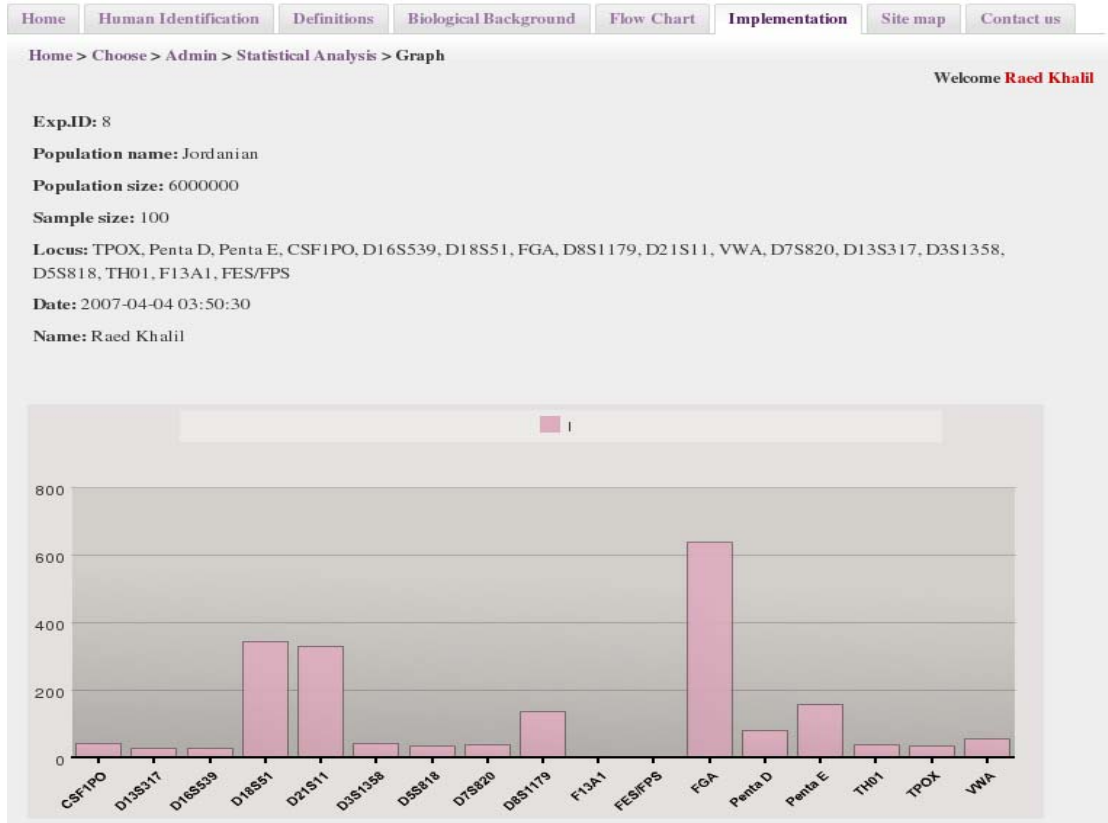 Home Human Identification Definitions Biological Background Flow Chart Implementation Site map Contact us
Home > Choose > Admin > Statistical Analysis > Graph
Welcome Raed Khalil
Exp.ID: 8
Population name: Jordanian
Population size: 6000000
Sample size: 100
Locus: TPOX, Penta D, Penta E, CSF1PO, D16S539, D18S51, FGA, D8S1179, D21S11, VWA, D7S820, D13S317, D3S1358,
D5S818, TH01, F13A1, FES/FPS
Date: 2007-04-04 03:50:30
Name: Raed Khalil
I
800
600
400
200
0
CSF1PO D13S317 D16S539 D18S51 D21S11 D3S1358 D5S818 D7S820 D8S1179 F13A1 FES/FPS FGA Penta D Penta E TH01 TPOX VWA